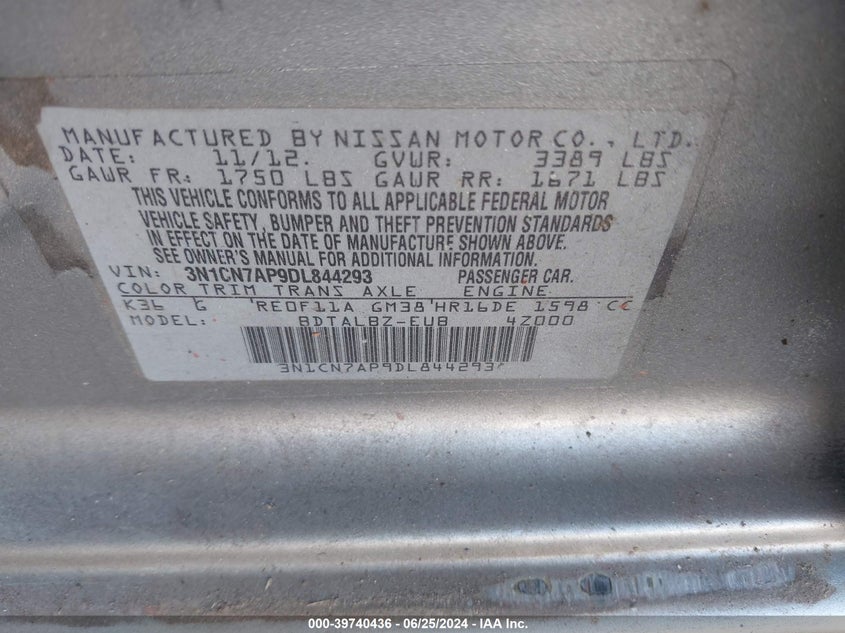 MANUFACTURED BY NISSAN MOTOR CO., LTD.
DATE: 11/12. GVWR: 3389 LBS
GAWR FR: 1750 LBS GAWR RR: 1671 LBS
THIS VEHICLE CONFORMS TO ALL APPLICABLE FEDERAL MOTOR
VEHICLE SAFETY, BUMPER AND THEFT PREVENTION STANDARDS
IN EFFECT ON THE DATE OF MANUFACTURE SHOWN ABOVE.
SEE OWNER'S MANUAL FOR ADDITIONAL INFORMATION.
VIN: 3N1CN7AP9DL844293 PASSENGER CAR.
COLOR TRIM TRANS AXLE ENGINE
K36 G RE0F11A GM38 HR16DE 1598 CC
MODEL: BDTALBZ-EUB 4Z000
3N1CN7AP9DL844293
000-39740436 - 06/25/2024 - IAA Inc.